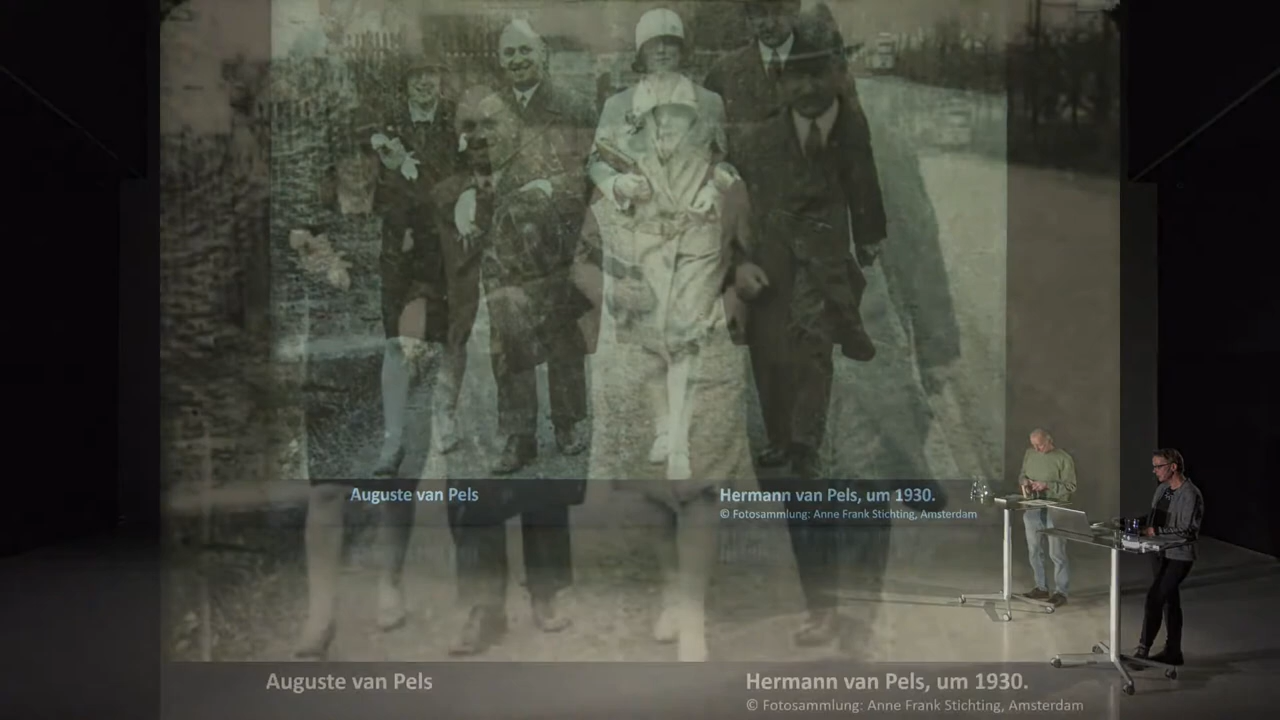 Auguste van Pels
Hermann van Pels, um 1930.
© Fotosammlung: Anne Frank Stichting, Amsterdam
Auguste van Pels
Hermann van Pels, um 1930.
© Fotosammlung: Anne Frank Stichting, Amsterdam